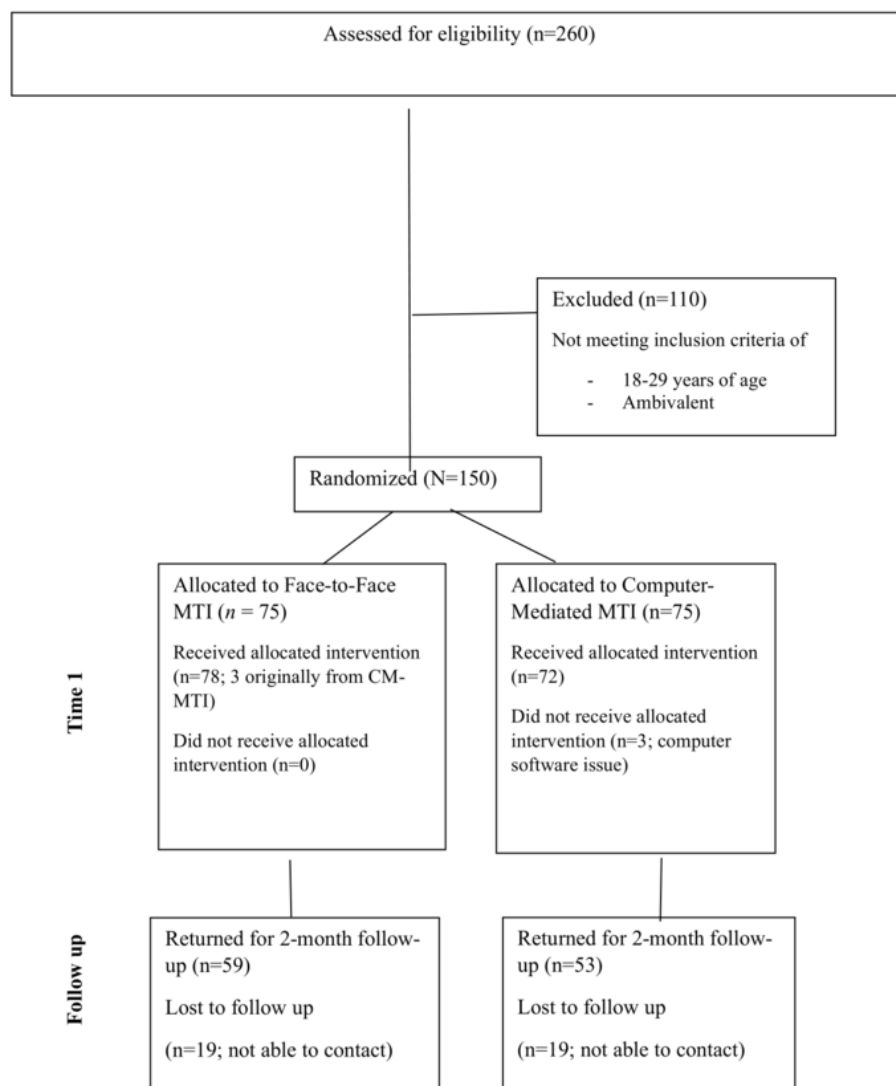 Assessed for eligibility (n=260)
Excluded (n=110)
Not meeting inclusion criteria of
- 18-29 years of age
- Ambivalent
Randomized (N=150)
Time 1
Allocated to Face-to-Face
MTI (n = 75)
Received allocated intervention
(n=78; 3 originally from CM-
MTI)
Did not receive allocated
intervention (n=0)
Allocated to Computer-
Mediated MTI (n=75)
Received allocated intervention
(n=72)
Did not receive allocated
intervention (n=3; computer
software issue)
Follow up
Returned for 2-month follow-
up (n=59)
Lost to follow up
(n=19; not able to contact)
Returned for 2-month follow-
up (n=53)
Lost to follow up
(n=19; not able to contact)